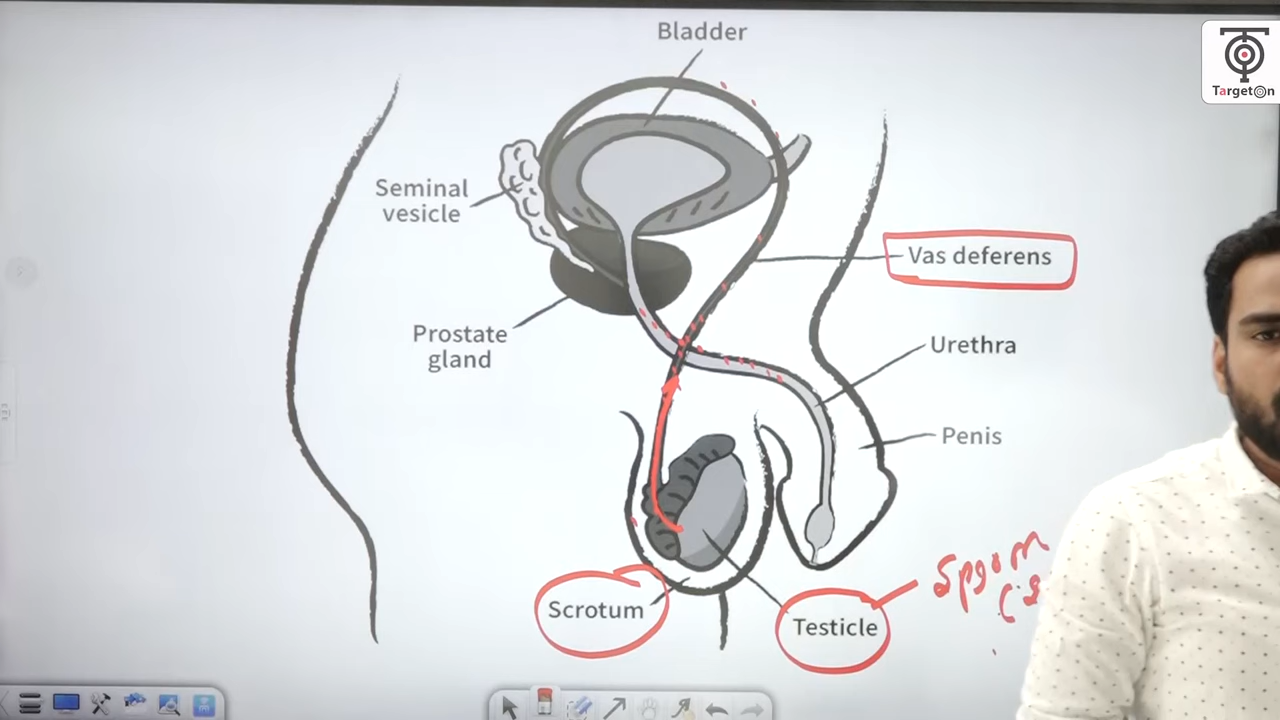 Bladder
TargetOn
Seminal
vesicle
Vas deferens
Prostate
gland
Urethra
Penis
Scrotum
Testicle